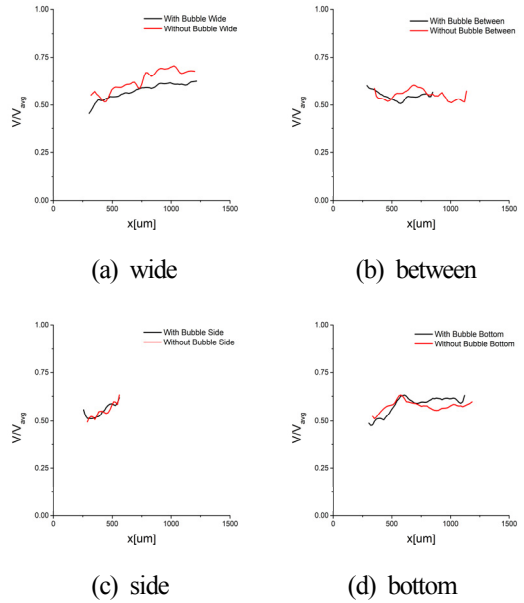 With Bubble Wide
Without Bubble Wide
1.00
0.75
0.50
0.25
0.00
V/Vavg
0
500
1000
1500
x[um]
(a) wide
With Bubble Between
Without Bubble Between
1.00
0.75
0.50
0.25
0.00
V/Vavg
0
500
1000
1500
x[um]
(b) between
With Bubble Side
Without Bubble Side
1.00
0.75
0.50
0.25
0.00
V/Vavg
0
500
1000
1500
x[um]
(c) side
With Bubble Bottom
Without Bubble Bottom
1.00
0.75
0.50
0.25
0.00
V/Vavg
0
500
1000
1500
x[um]
(d) bottom